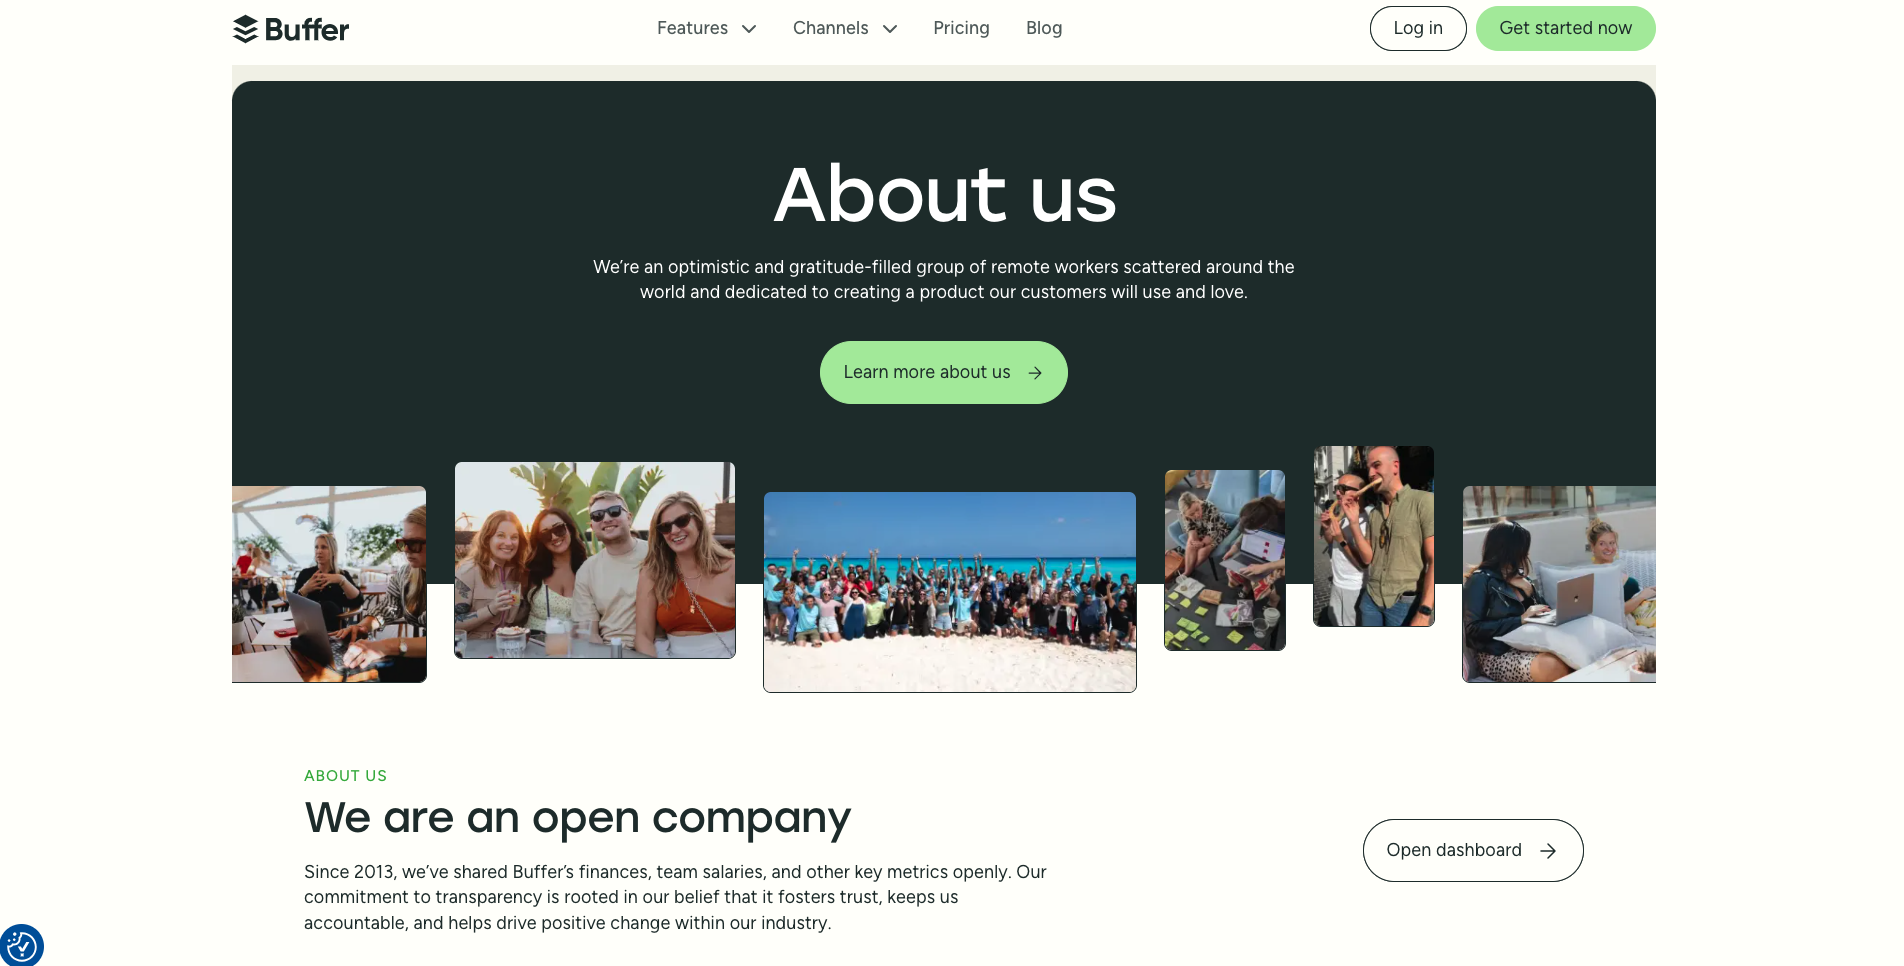 Buffer
Features
Channels
Pricing
Blog
Log in
Get started now
About us
We’re an optimistic and gratitude-filled group of remote workers scattered around the
world and dedicated to creating a product our customers will use and love.
Learn more about us
ABOUT US
We are an open company
Since 2013, we’ve shared Buffer’s finances, team salaries, and other key metrics openly. Our
commitment to transparency is rooted in our belief that it fosters trust, keeps us
accountable, and helps drive positive change within our industry.
Open dashboard